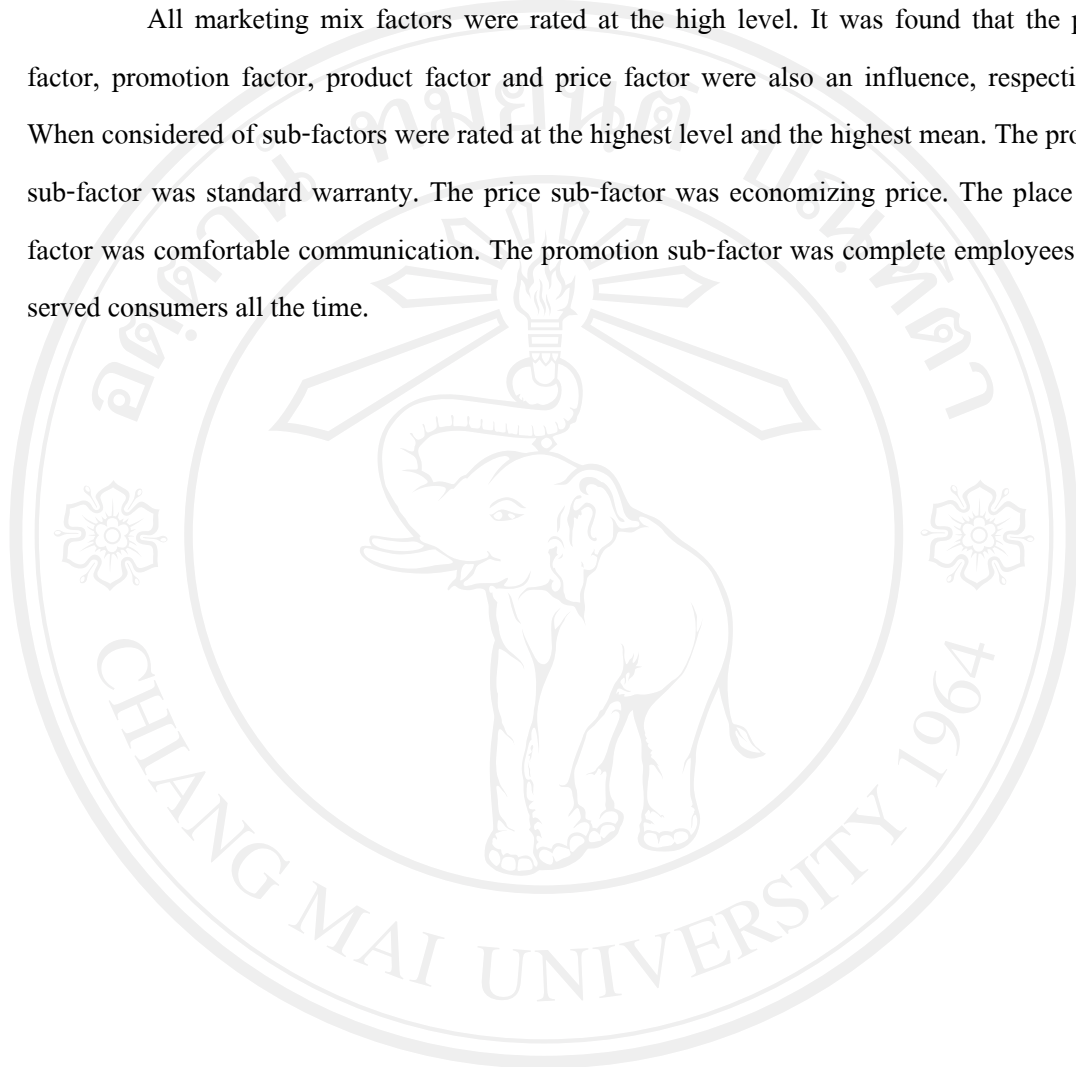 All marketing mix factors were rated at the high level. It was found that the
factor, promotion factor, product factor and price factor were also an influence,
When considered of sub-factors were rated at the highest level and the highest mean. The
sub-factor was standard warranty. The price sub-factor was economizing price. The place
factor was comfortable communication. The promotion sub-factor was complete employees
served consumers all the time.
CHIANG MAI UNIVERSITY 1964